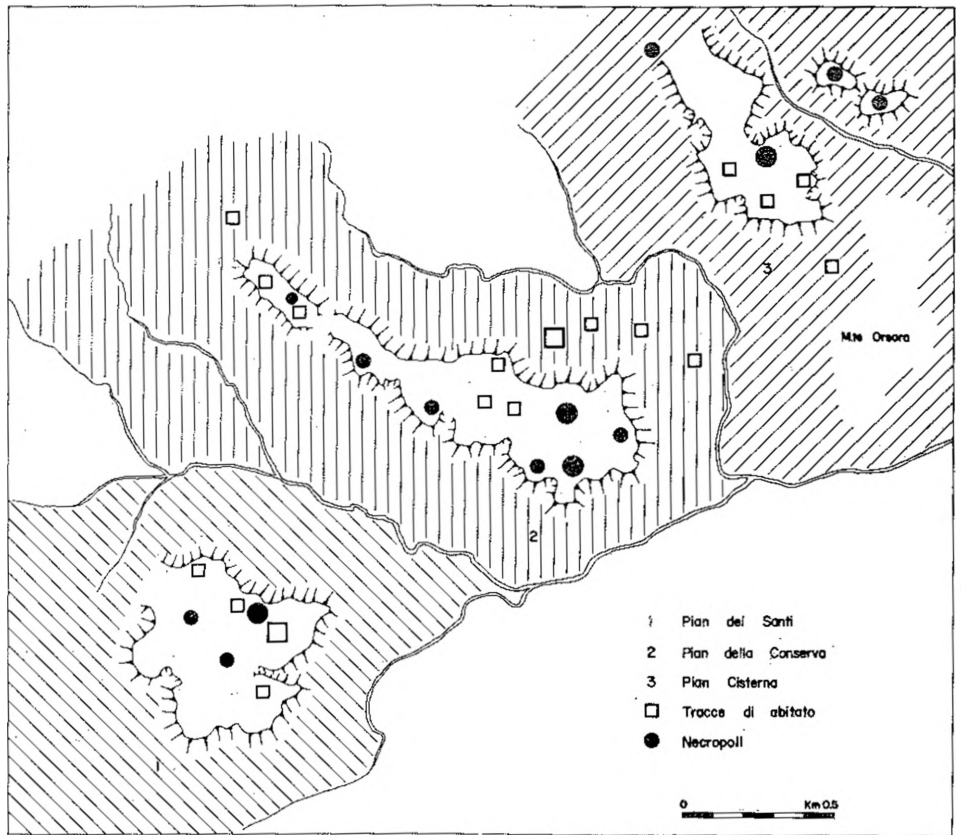 3
M.te Orsara
2
1
1 Pian dei Santi
2 Pian della Conserva
3 Pian Cisterna
Tracce di abitato
Necropoli
0 Km 0.5